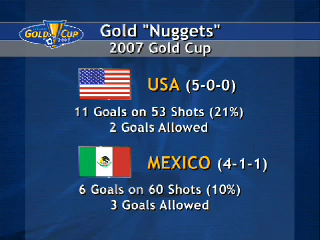 GOLD CUP
2007
Gold "Nuggets"
2007 Gold Cup
USA (5-0-0)
11 Goals on 53 Shots (21%)
2 Goals Allowed
MEXICO (4-1-1)
6 Goals on 60 Shots (10%)
3 Goals Allowed